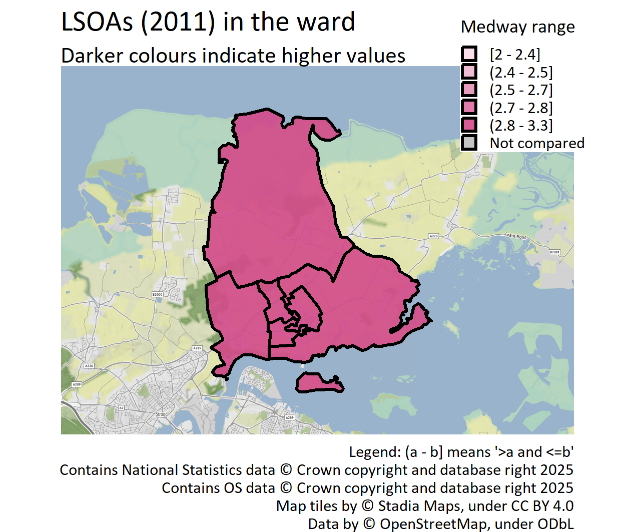 LSOAs (2011) in the ward
Darker colours indicate higher values
Medway range
[2 - 2.4]
(2.4 - 2.5]
(2.5 - 2.7]
(2.7 - 2.8]
(2.8 - 3.3]
Not compared
Legend: (a - b] means '>a and <=b'
Contains National Statistics data © Crown copyright and database right 2025
Contains OS data © Crown copyright and database right 2025
Map tiles by © Stadia Maps, under CC BY 4.0
Data by © OpenStreetMap, under ODbL